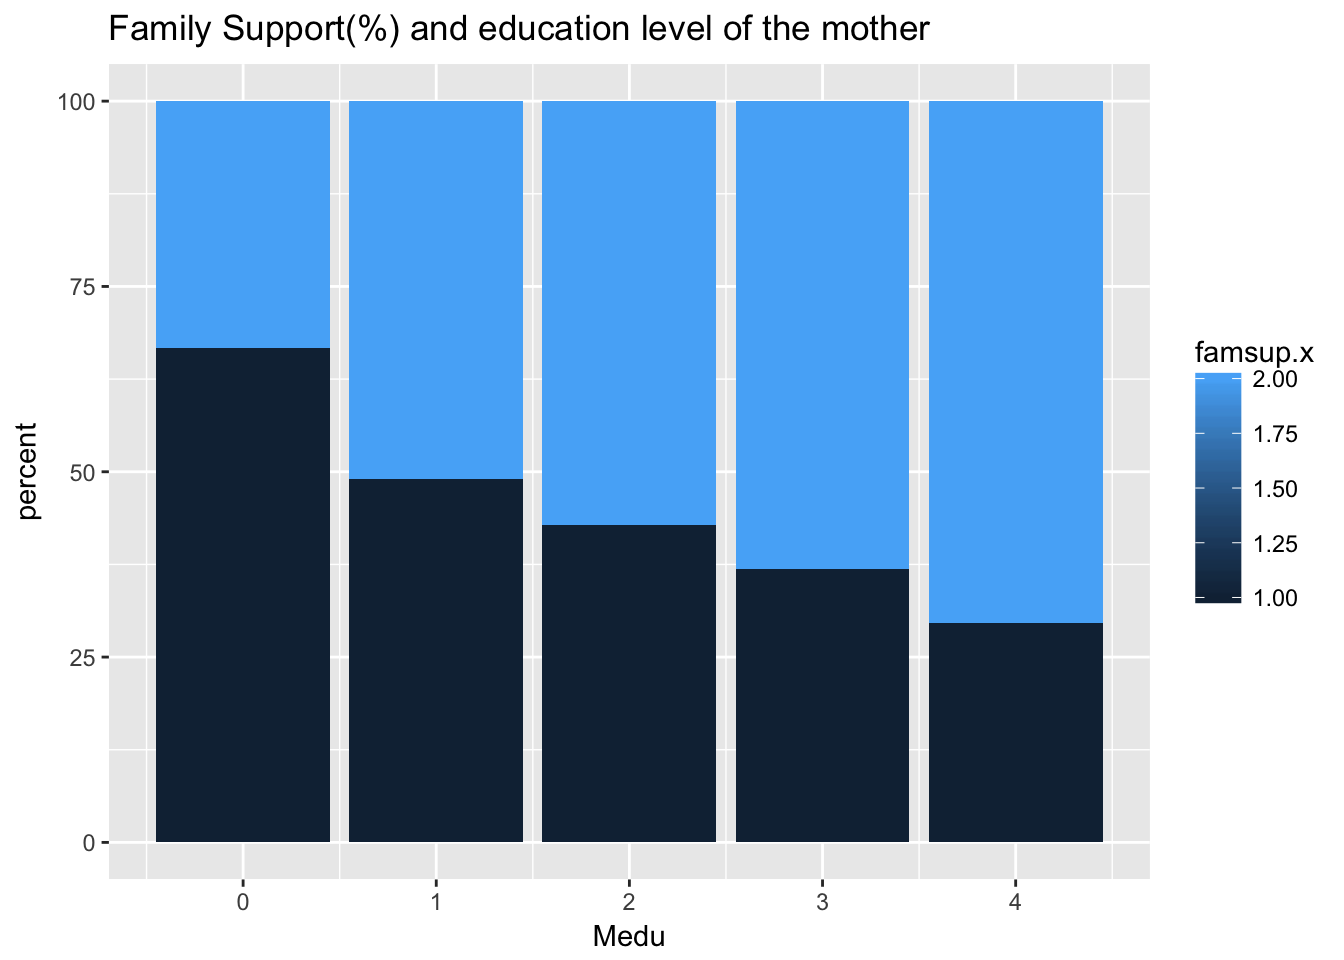 Family Support(%) and education level of the mother
100
75
50
25
0
percent
0 1 2 3 4
Medu
famsup.x
2.00
1.75
1.50
1.25
1.00